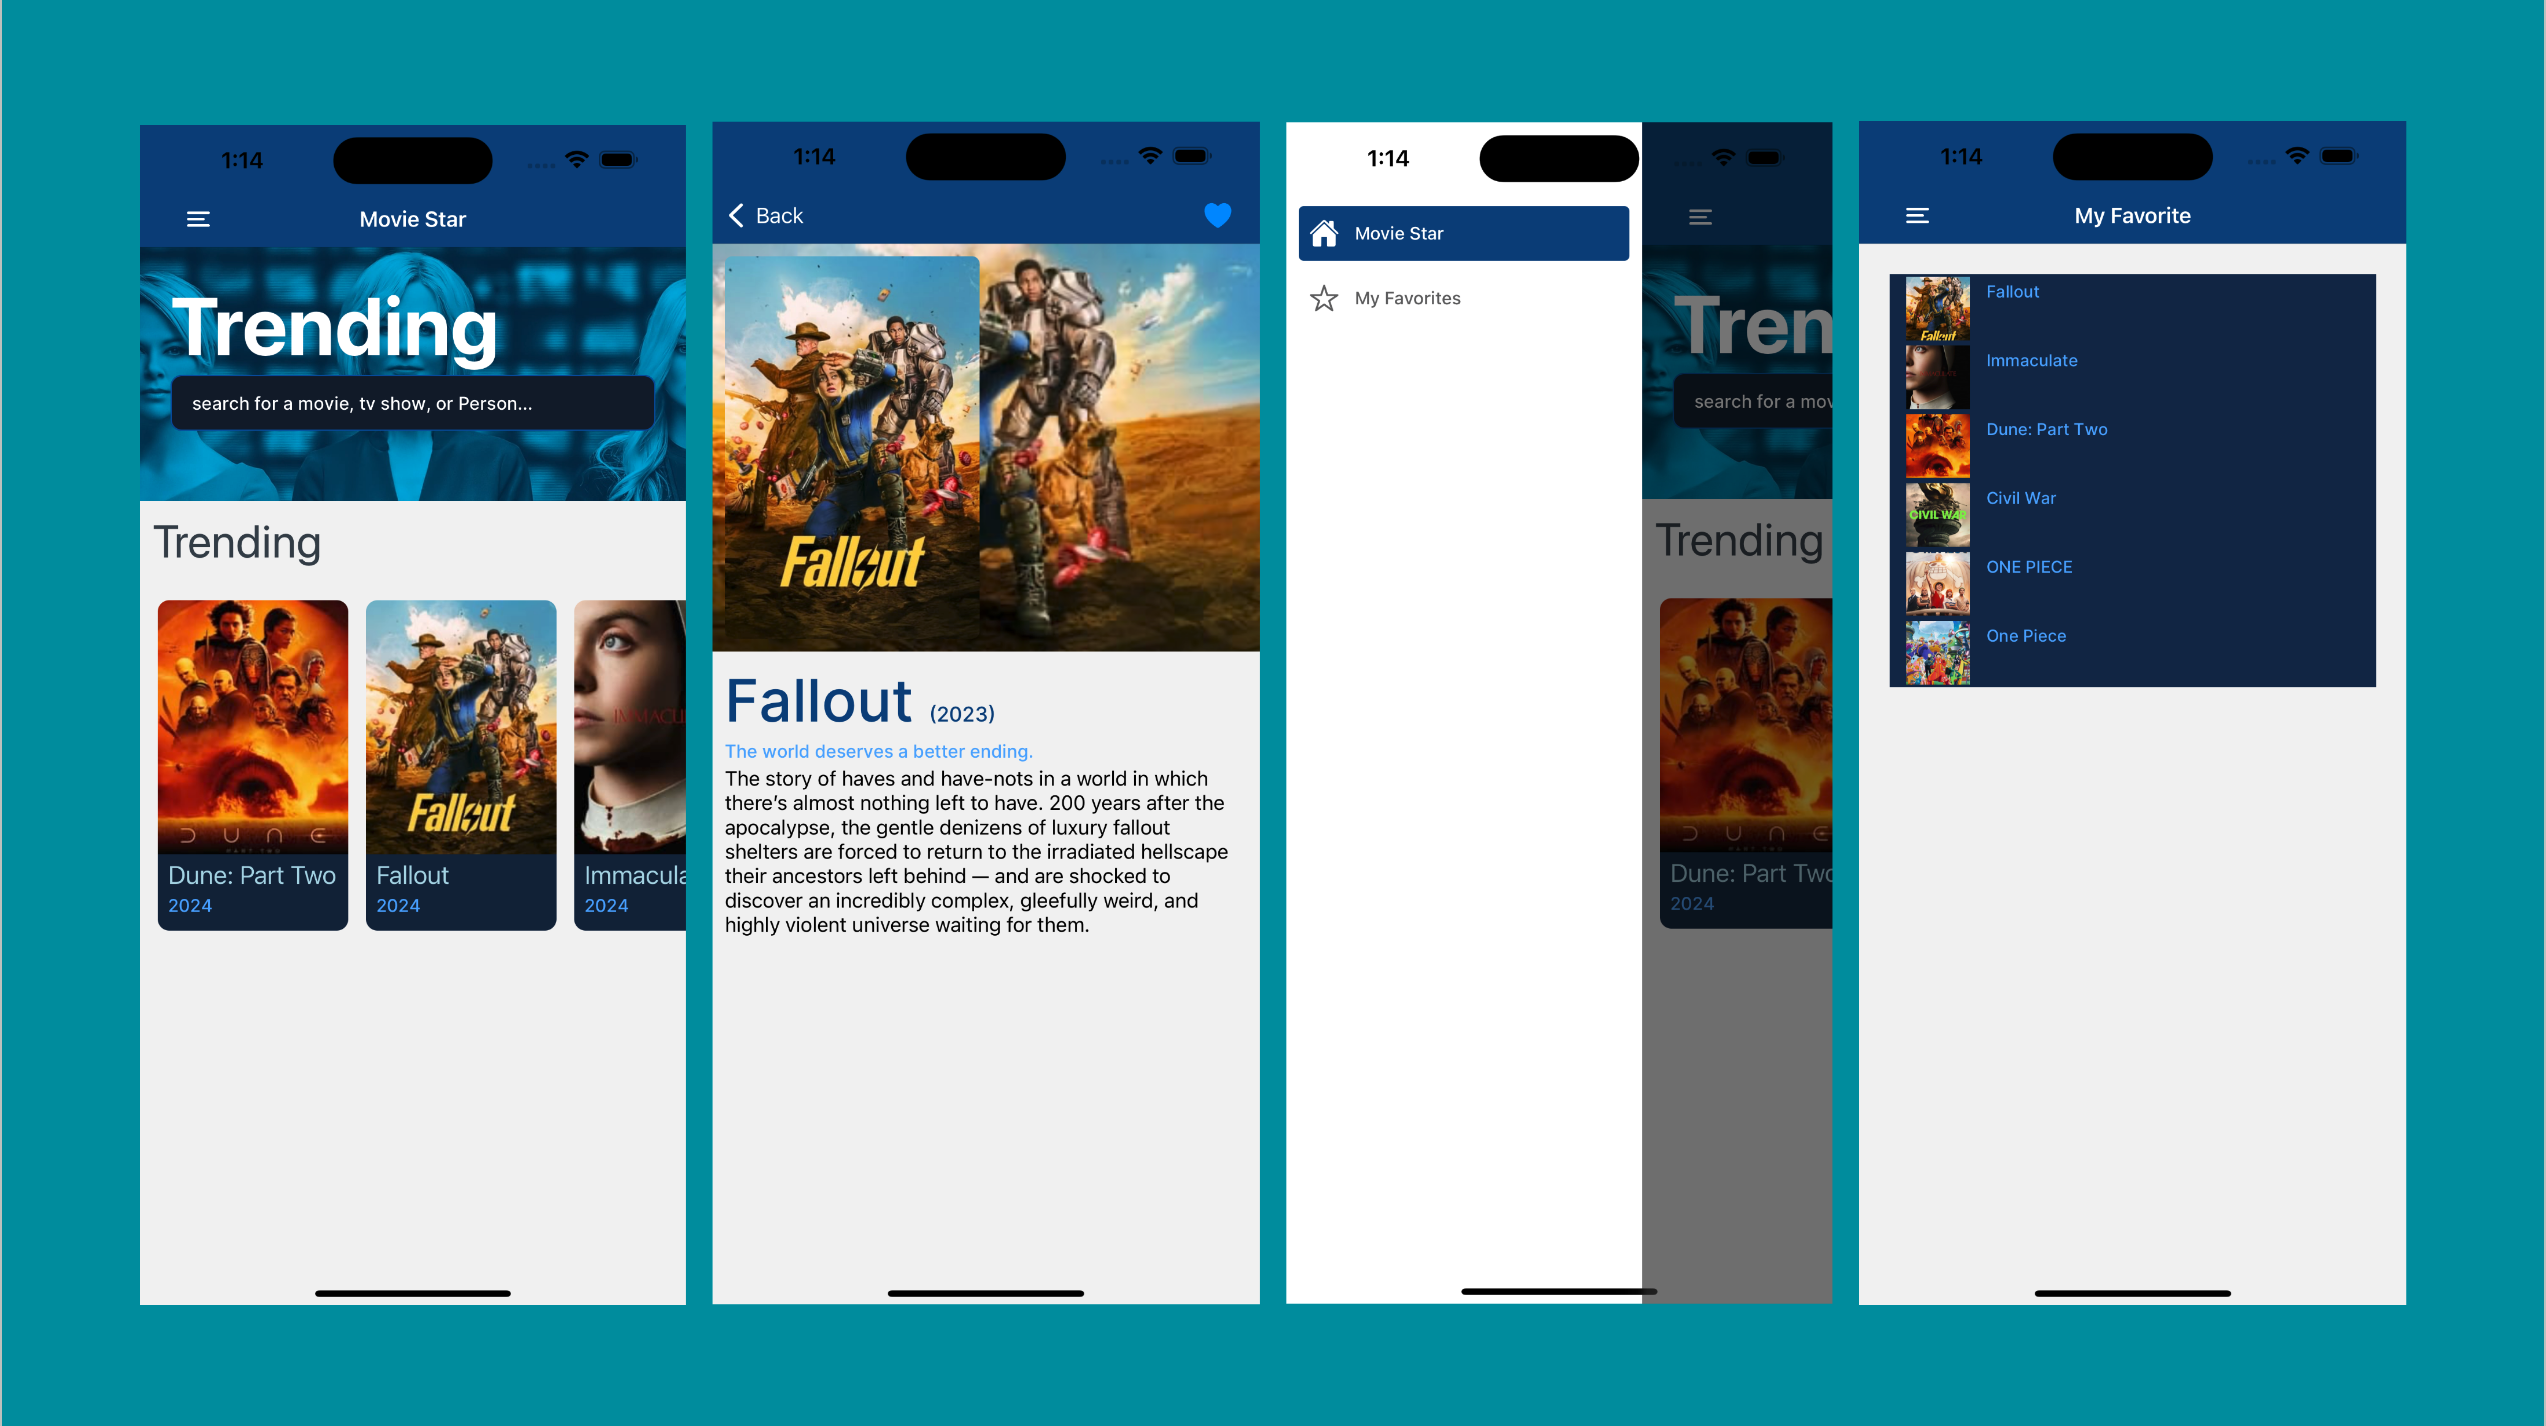 1:14
Movie Star
Trending
search for a movie, tv show, or Person...
Trending
DUNE
PART TWO
Dune: Part Two
2024
Fallout
Fallout
2024
IMMACU
Immacula
2024
1:14
Back
Fallout
Fallout (2023)
The world deserves a better ending.
The story of haves and have-nots in a world in which
there's almost nothing left to have. 200 years after the
apocalypse, the gentle denizens of luxury fallout
shelters are forced to return to the irradiated hellscape
their ancestors left behind — and are shocked to
discover an incredibly complex, gleefully weird, and
highly violent universe waiting for them.
1:14
Movie Star
My Favorites
Tren
search for a mov
Trending
DUNE
PART TWO
Dune: Part Two
2024
1:14
My Favorite
Fallout
Fallout
Immaculate
Dune: Part Two
CIVIL WAR
Civil War
ONE PIECE
One Piece